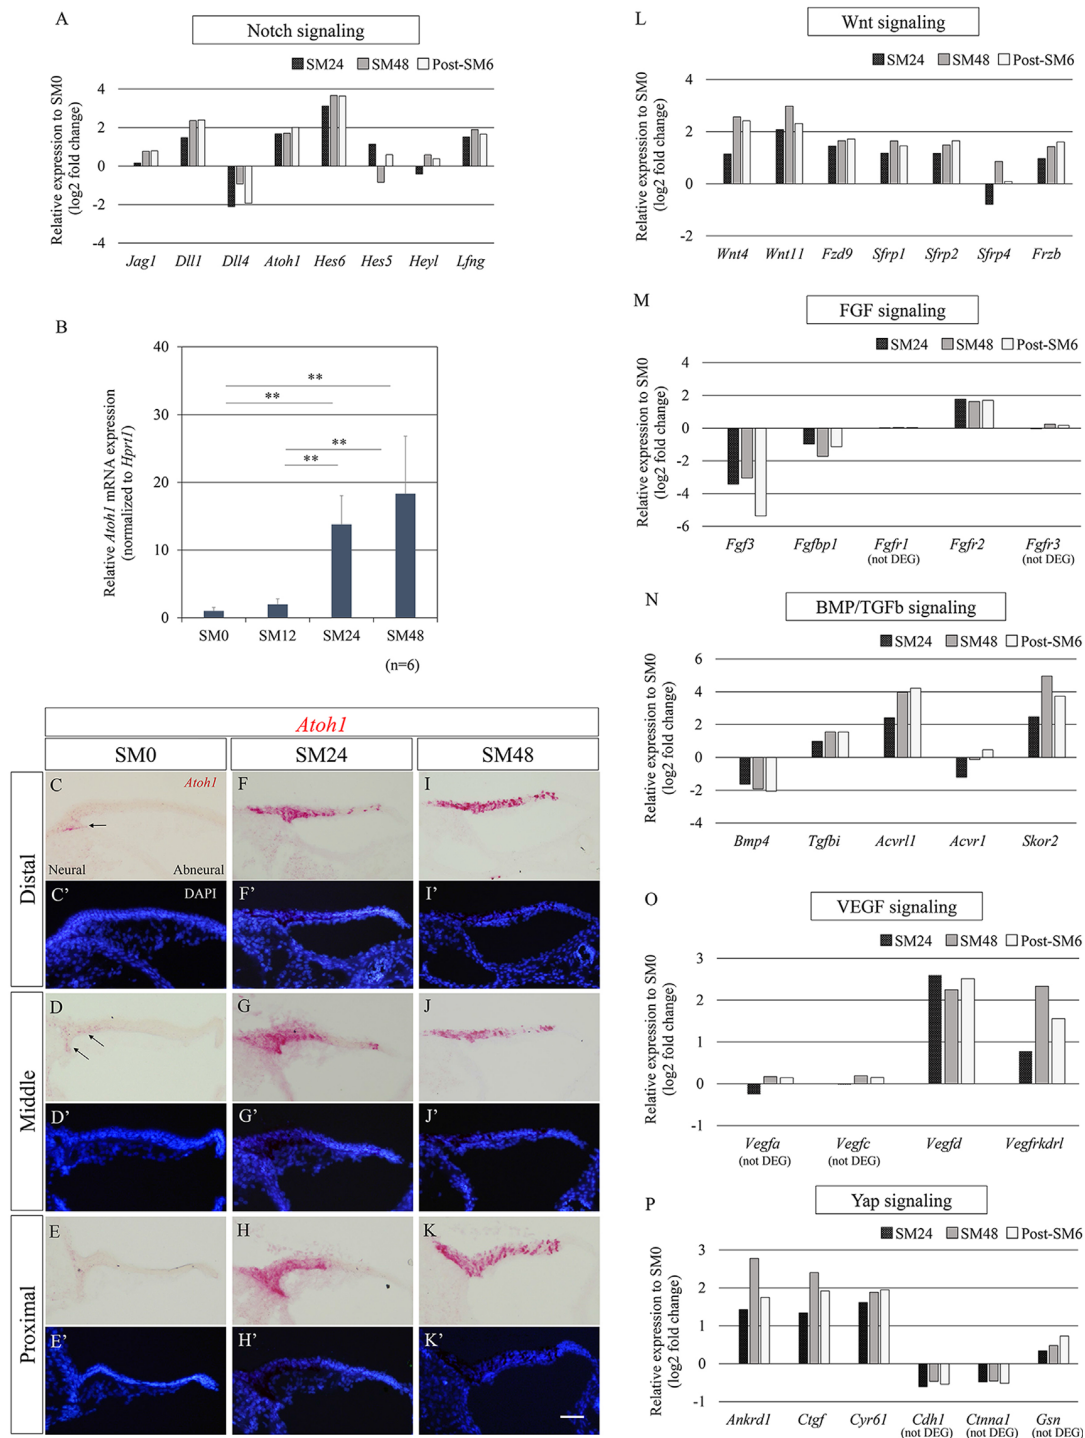 A
Notch signaling
SM24 SM48 Post-SM6
Relative expression to SM0
(log2 fold change)
4
2
0
-2
-4
Jag1 Dll1 Dll4 Atoh1 Hes6 Hes5 Heyl Lfng
B
Relative Atoh1 mRNA expression
(normalized to Hprt1)
40
30
20
10
0
**
**
**
**
SM0 SM12 SM24 SM48
(n=6)
Atoh1
SM0 SM24 SM48
Distal
C Atoh1 F I
Neural Abneural
C' DAPI F' I'
Middle
D G J
D' G' J'
Proximal
E H K
E' H' K'
L
Wnt signaling
SM24 SM48 Post-SM6
Relative expression to SM0
(log2 fold change)
4
2
0
-2
Wnt4 Wnt11 Fzd9 Sfrp1 Sfrp2 Sfrp4 Frzb
M
FGF signaling
SM24 SM48 Post-SM6
Relative expression to SM0
(log2 fold change)
4
2
0
-2
-4
-6
Fgf3 Fgfbp1 Fgfr1 Fgfr2 Fgfr3
(not DEG) (not DEG)
N
BMP/TGFb signaling
SM24 SM48 Post-SM6
Relative expression to SM0
(log2 fold change)
6
4
2
0
-2
-4
Bmp4 Tgfbi Acvrl1 Acvr1 Skor2
O
VEGF signaling
SM24 SM48 Post-SM6
Relative expression to SM0
(log2 fold change)
3
2
1
0
-1
Vegfa Vegfc Vegfd Vegfrkdrl
(not DEG) (not DEG)
P
Yap signaling
SM24 SM48 Post-SM6
Relative expression to SM0
(log2 fold change)
3
2
1
0
-1
Ankrd1 Ctgf Cyr61 Cdh1 Ctnna1 Gsn
(not DEG) (not DEG) (not DEG)